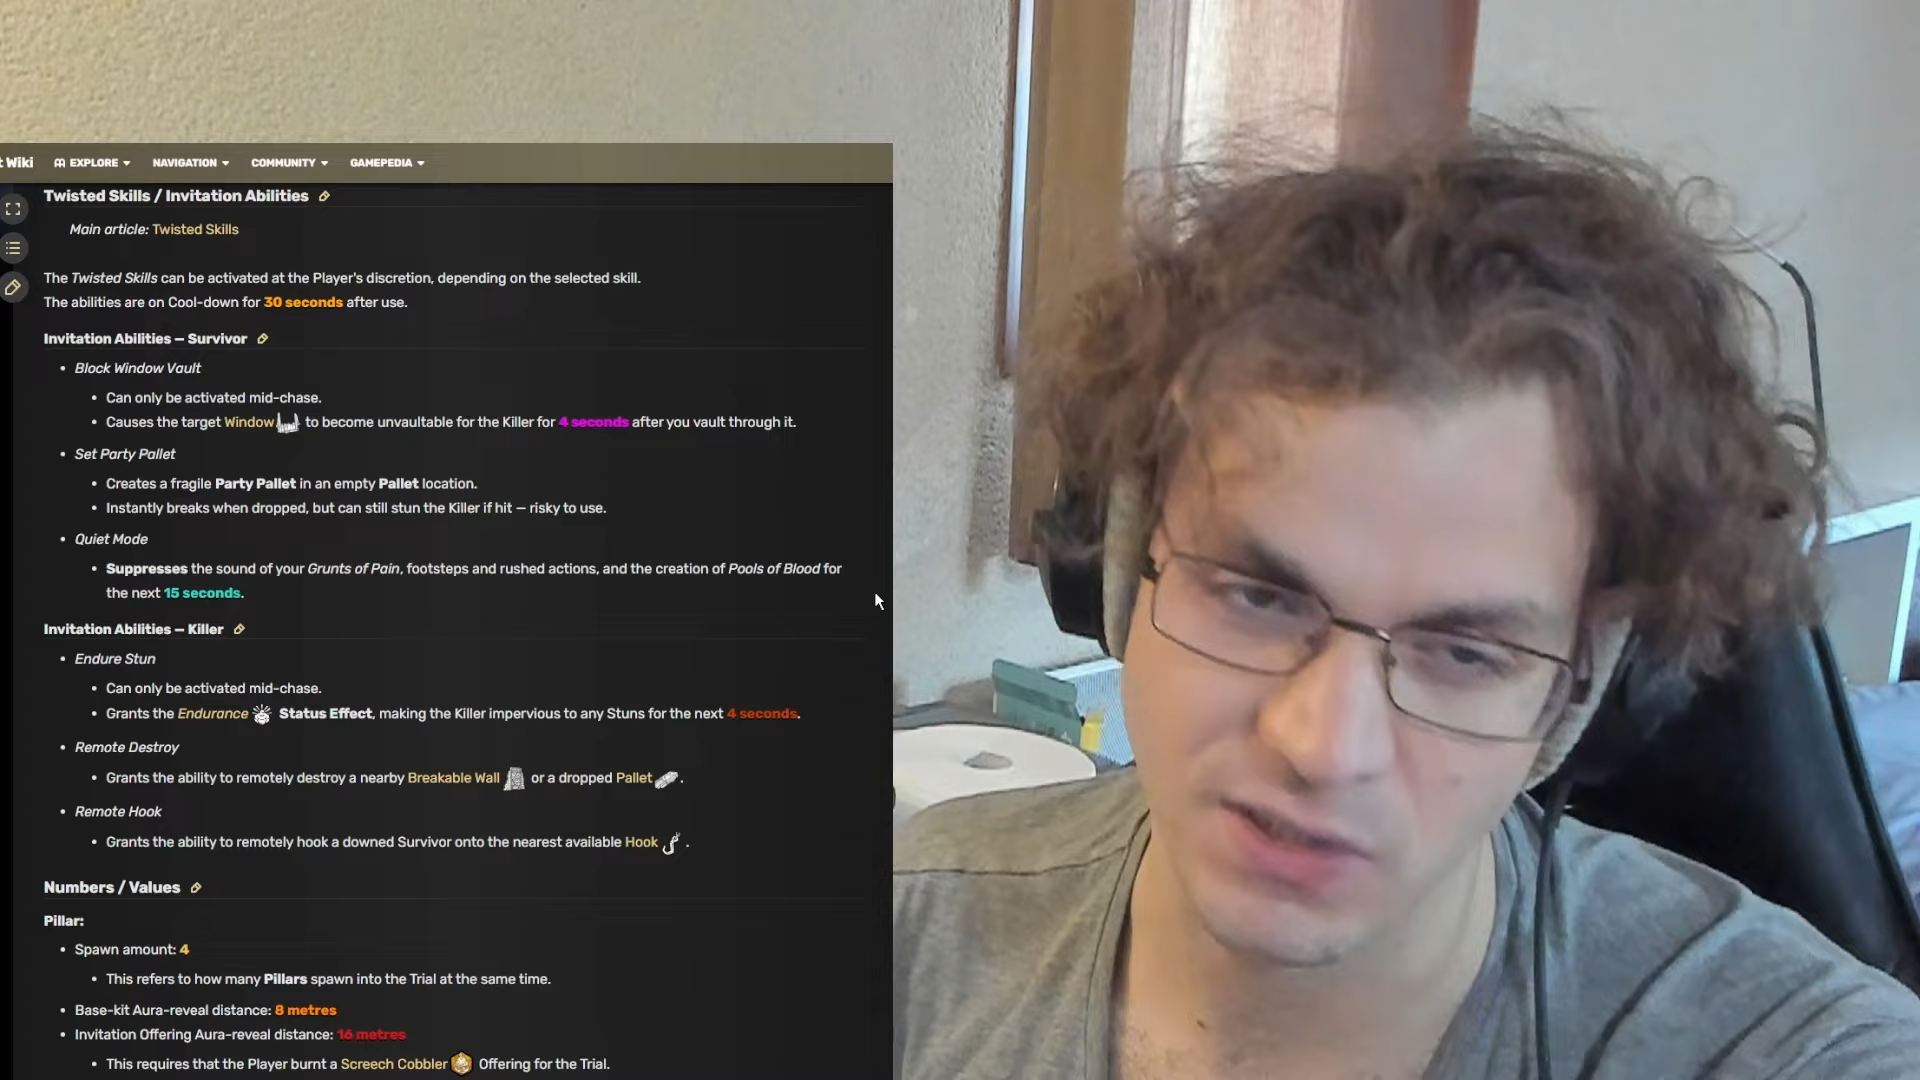 t Wiki EXPLORE NAVIGATION COMMUNITY GAMEPEDIA
Twisted Skills / Invitation Abilities
Main article: Twisted Skills
The Twisted Skills can be activated at the Player's discretion, depending on the selected skill.
The abilities are on Cool-down for 30 seconds after use.
Invitation Abilities – Survivor
• Block Window Vault
• Can only be activated mid-chase.
• Causes the target Window to become unvaultable for the Killer for 4 seconds after you vault through it.
• Set Party Pallet
• Creates a fragile Party Pallet in an empty Pallet location.
• Instantly breaks when dropped, but can still stun the Killer if hit – risky to use.
• Quiet Mode
• Suppresses the sound of your Grunts of Pain, footsteps and rushed actions, and the creation of Pools of Blood for
the next 15 seconds.
Invitation Abilities – Killer
• Endure Stun
• Can only be activated mid-chase.
• Grants the Endurance Status Effect, making the Killer impervious to any Stuns for the next 4 seconds.
• Remote Destroy
• Grants the ability to remotely destroy a nearby Breakable Wall or a dropped Pallet .
• Remote Hook
• Grants the ability to remotely hook a downed Survivor onto the nearest available Hook .
Numbers / Values
Pillar:
• Spawn amount: 4
• This refers to how many Pillars spawn into the Trial at the same time.
• Base-kit Aura-reveal distance: 8 metres
• Invitation Offering Aura-reveal distance: 16 metres
• This requires that the Player burnt a Screech Cobbler Offering for the Trial.